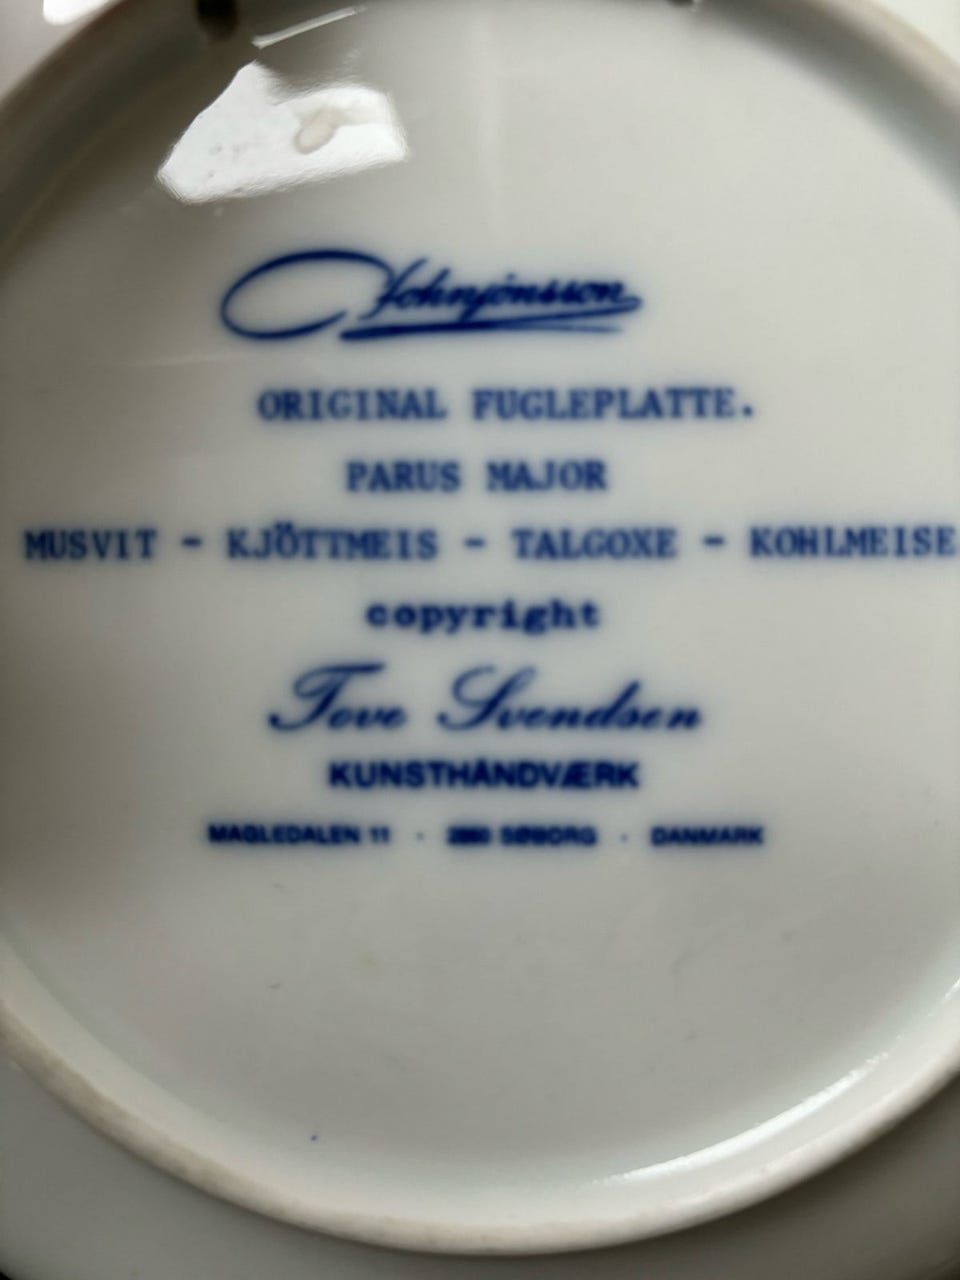 Johnjönsson
ORIGINAL FUGLEPLATTE.
PARUS MAJOR
MUSVIT - KJÖTTMEIS - TALGOXE - KOHLMEISE
copyright
Tove Svendsen
KUNSTHÅNDVÆRK
MAGLEDALEN 11 · SØBORG · DANMARK